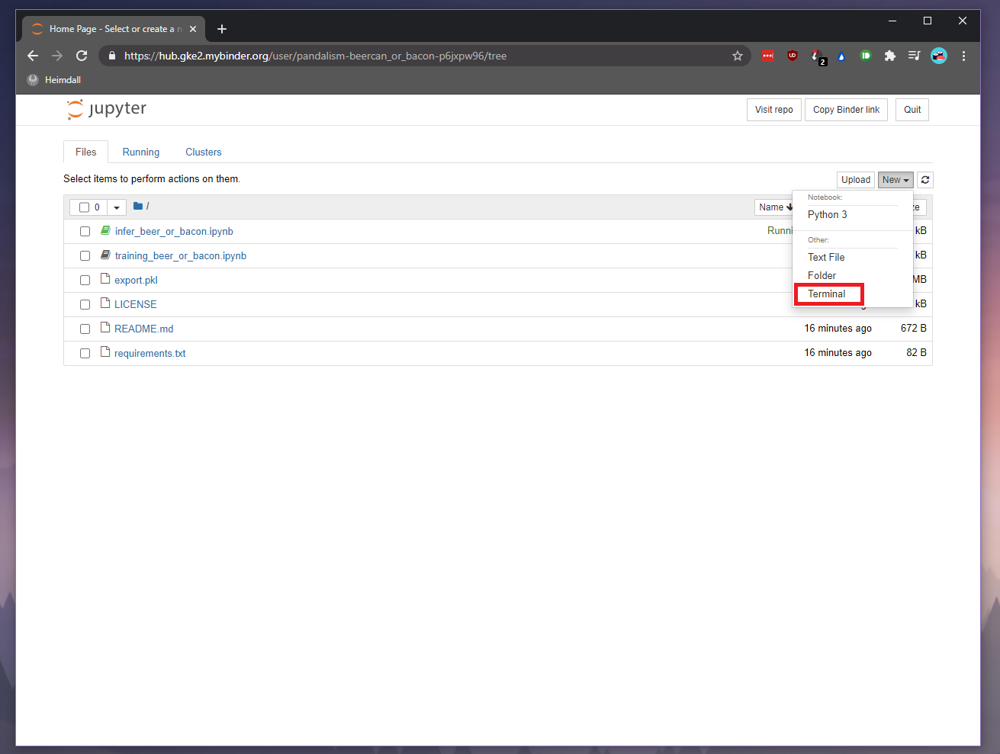 Home Page - Select or create a n
https://hub.gke2.mybinder.org/user/pandalism-beercan_or_bacon-p6jxpw96/tree
2
Heimdall
jupyter
Visit repo Copy Binder link Quit
Files Running Clusters
Select items to perform actions on them.
Upload New
0 / Name ze
Notebook:
Python 3
Other:
Text File
Folder
Terminal
infer_beer_or_bacon.ipynb Runni kB
training_beer_or_bacon.ipynb kB
export.pkl MB
LICENSE kB
README.md 16 minutes ago 672 B
requirements.txt 16 minutes ago 82 B